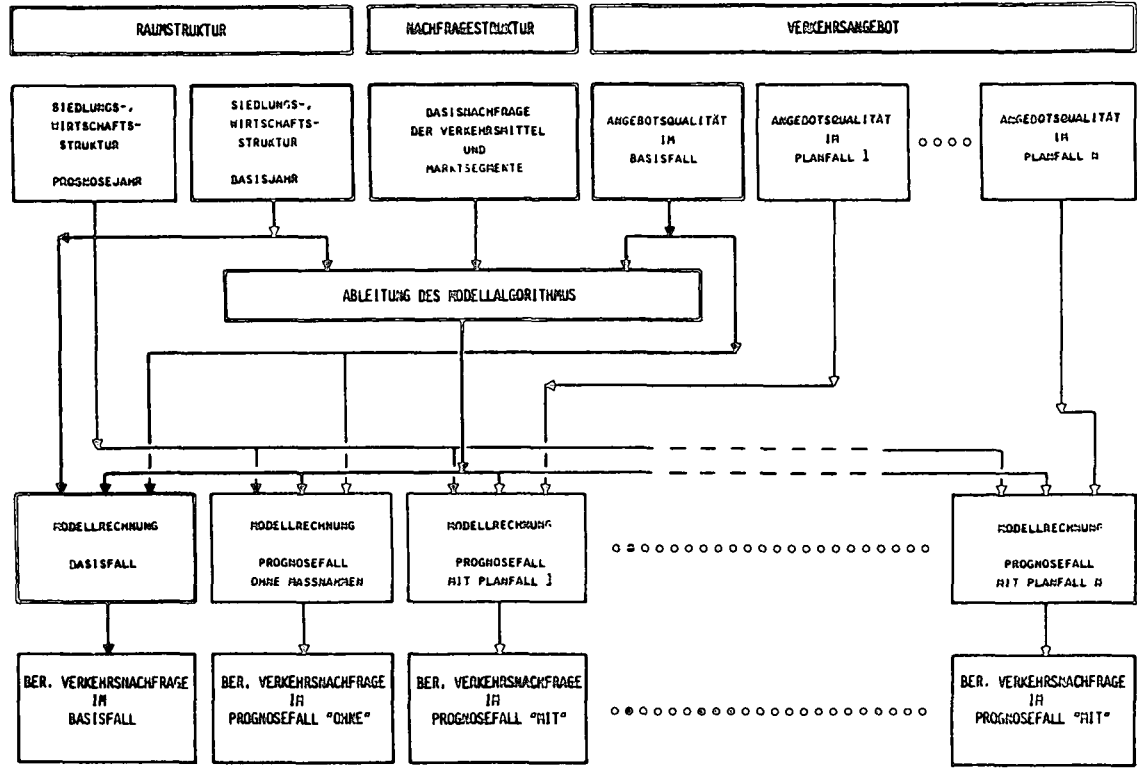 RAUMSTRUKTUR
NACHFRAGESTRUKTUR
VERKEHRSANGEBOT
SIEDLUNGS-,
WIRTSCHAFTS-
STRUKTUR
PROGNOSEJAHR
SIEDLUNGS-,
WIRTSCHAFTS-
STRUKTUR
BASISJAHR
BASISNACHFRAGE
DER VERKEHRSMITTEL
UND
MARKTSEGMENTE
ANGEBOTSQUALITÄT
IM
BASISFALL
ANGEBOTSQUALITÄT
IM
PLANFALL 1
ANGEBOTSQUALITÄT
IM
PLANFALL N
ABLEITUNG DES MODELLALGORITHMUS
MODELLRECHNUNG
BASISFALL
MODELLRECHNUNG
PROGNOSEFALL
OHNE MASSNAHMEN
MODELLRECHNUNG
PROGNOSEFALL
MIT PLANFALL 1
MODELLRECHNUNG
PROGNOSEFALL
MIT PLANFALL N
BER. VERKEHRSNACHFRAGE
IM
BASISFALL
BER. VERKEHRSNACHFRAGE
IM
PROGNOSEFALL "OHNE"
BER. VERKEHRSNACHFRAGE
IM
PROGNOSEFALL "MIT"
BER. VERKEHRSNACHFRAGE
IM
PROGNOSEFALL "MIT"